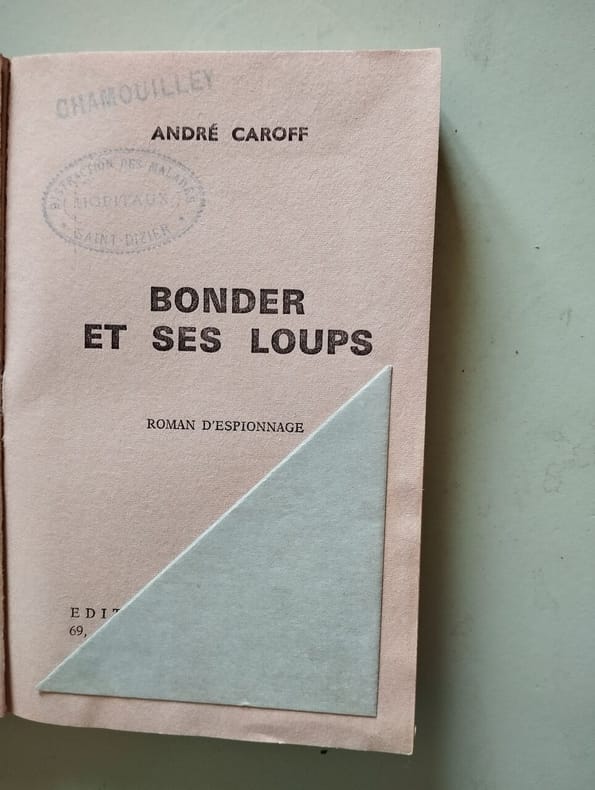 CHAMOUILLEY
ANDRÉ CAROFF
DISTRACTION DES MALADES
HOPITAUX
SAINT-DIZIER
BONDER
ET SES LOUPS
ROMAN D'ESPIONNAGE
EDIT
69,